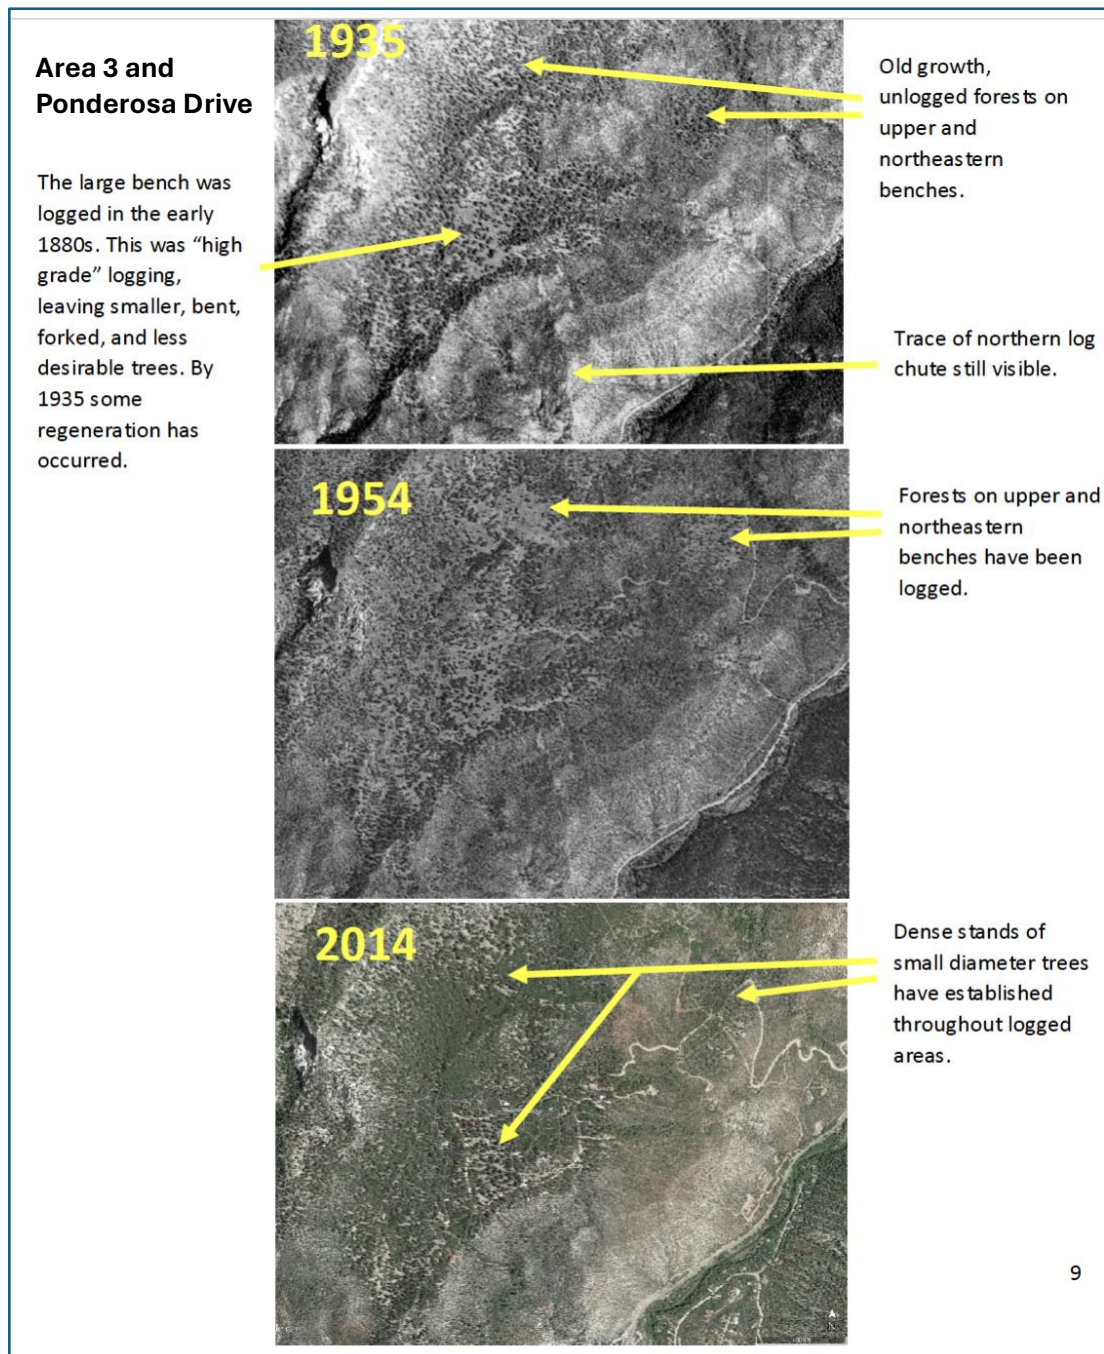 Area 3 and
Ponderosa Drive
The large bench was
logged in the early
1880s. This was “high
grade” logging,
leaving smaller, bent,
forked, and less
desirable trees. By
1935 some
regeneration has
occurred.
1935
Old growth,
unlogged forests on
upper and
northeastern
benches.
Trace of northern log
chute still visible.
1954
Forests on upper and
northeastern
benches have been
logged.
2014
Dense stands of
small diameter trees
have established
throughout logged
areas.
N
9